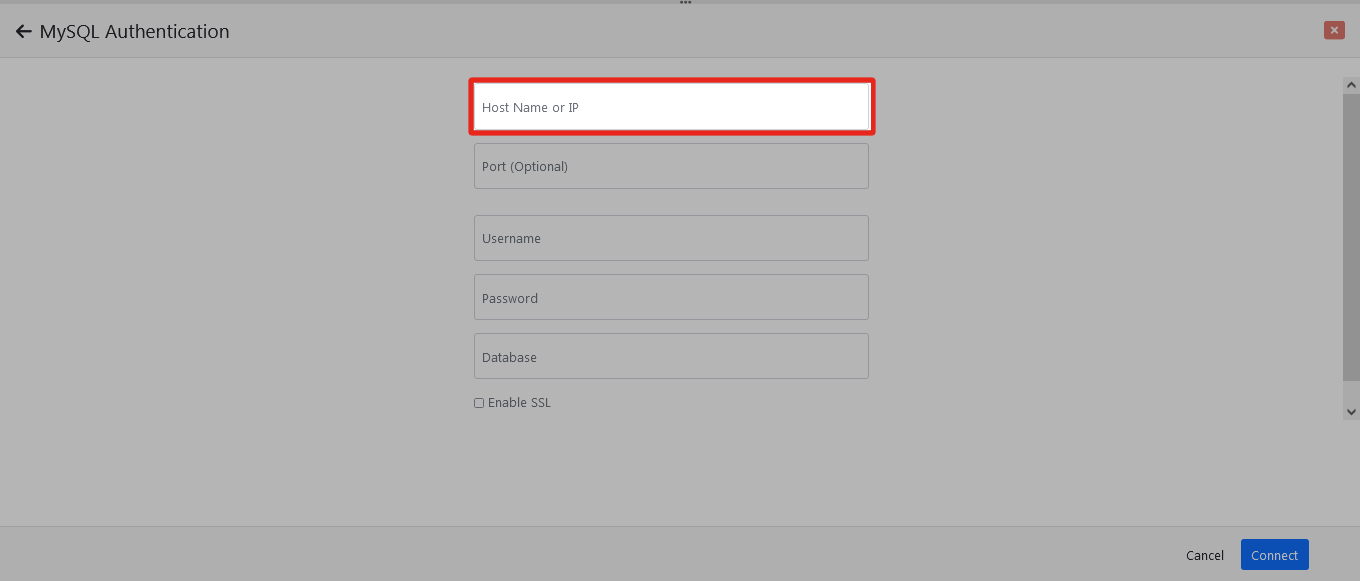 MySQL Authentication
Host Name or IP
Port (Optional)
Username
Password
Database
Enable SSL
Cancel
Connect